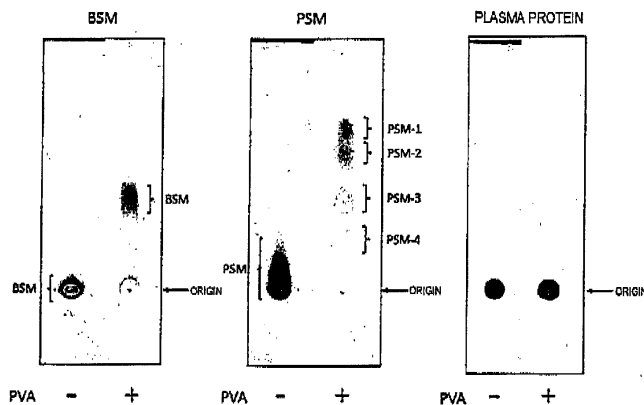 BSM
PSM
PLASMA PROTEIN
PSM-1
PSM-2
BSM
PSM-3
PSM-4
PSM
BSM
ORIGIN
ORIGIN
ORIGIN
PVA - +
PVA - +
- +